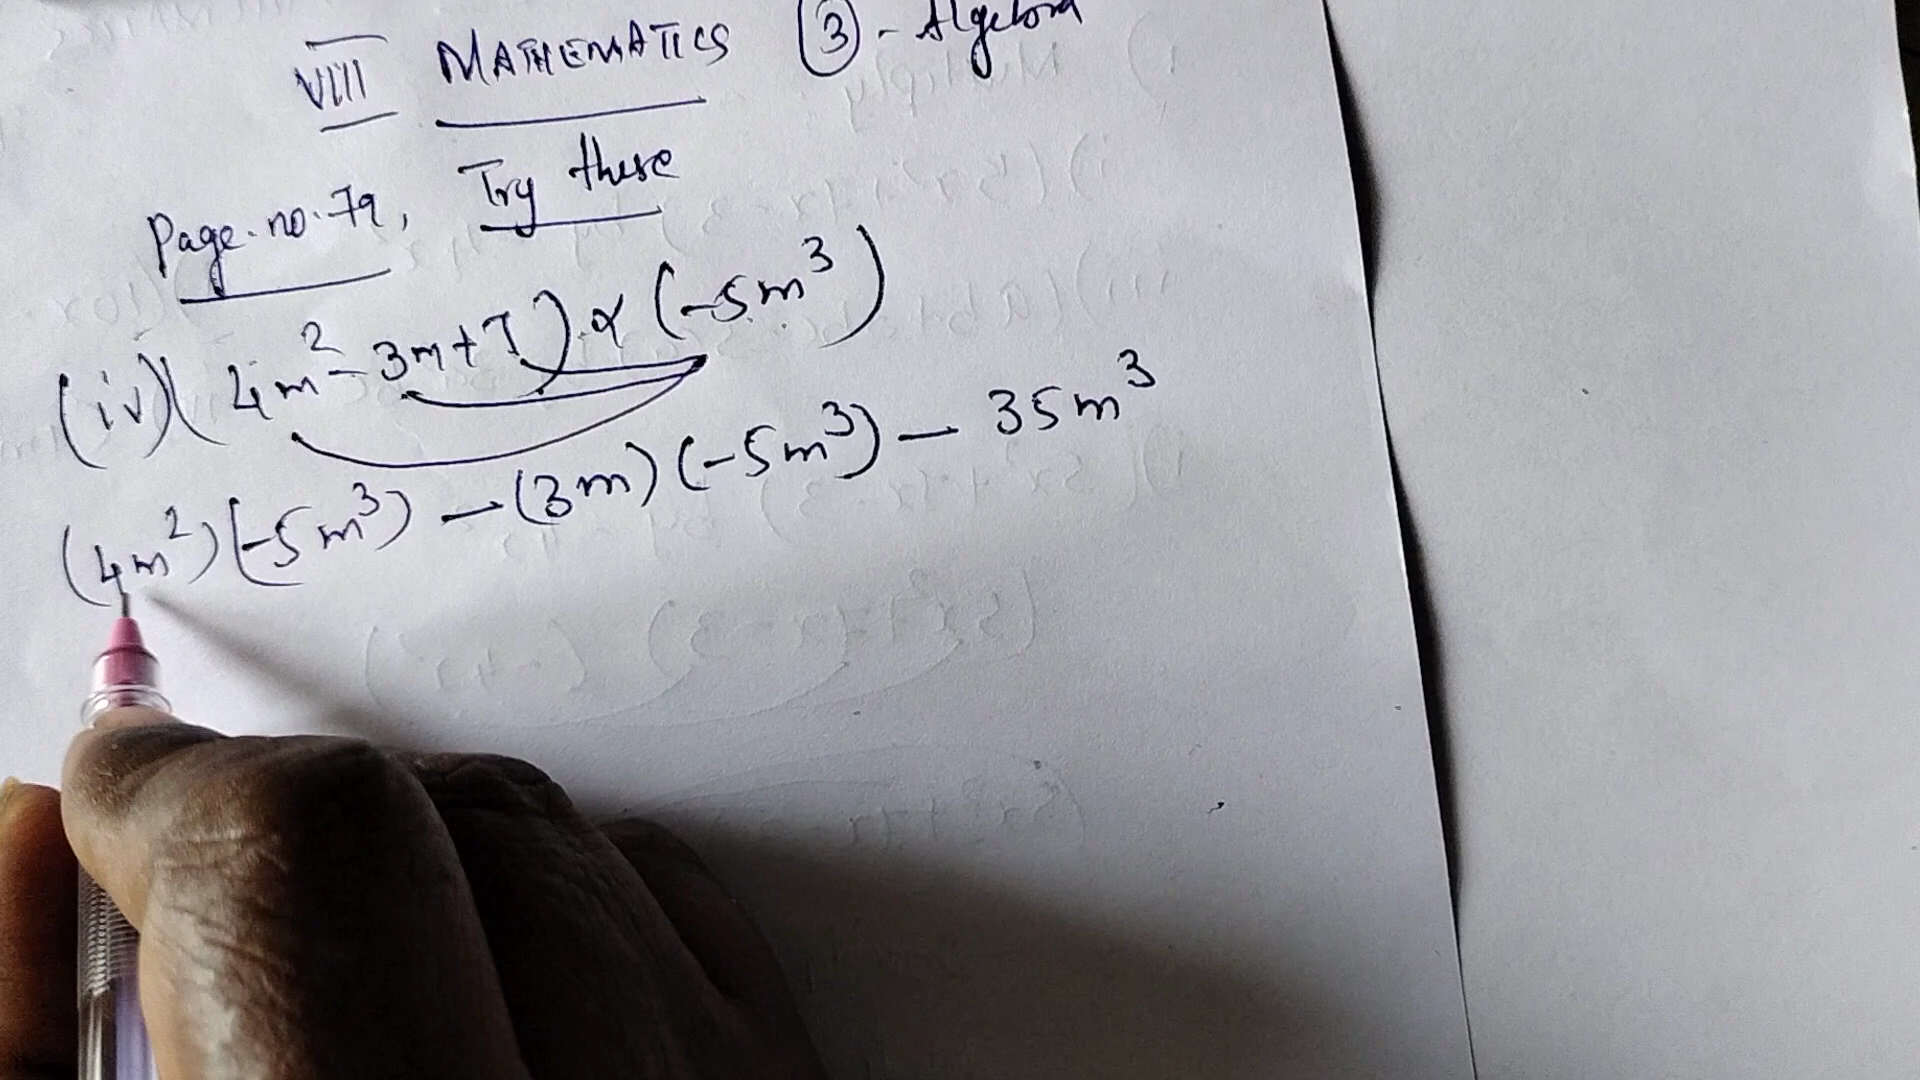 VIII MATHEMATICS 3 - Algebra
Page.no.79, Try these
(iv) (4m² - 3m + 7) × (-5m³)
(4m²)(-5m³) - (3m)(-5m³) - 35m³